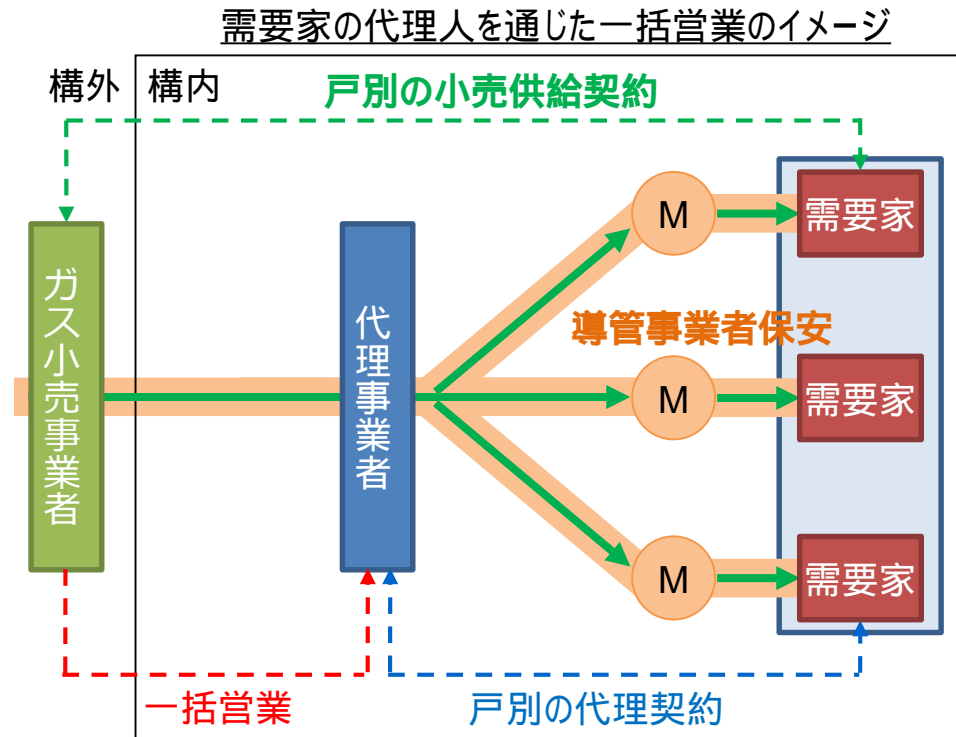 需要家の代理人を通じた一括営業のイメージ
構外
構内
戸別の小売供給契約
ガス小売事業者
代理事業者
M
需要家
導管事業者保安
M
需要家
M
需要家
一括営業
戸別の代理契約